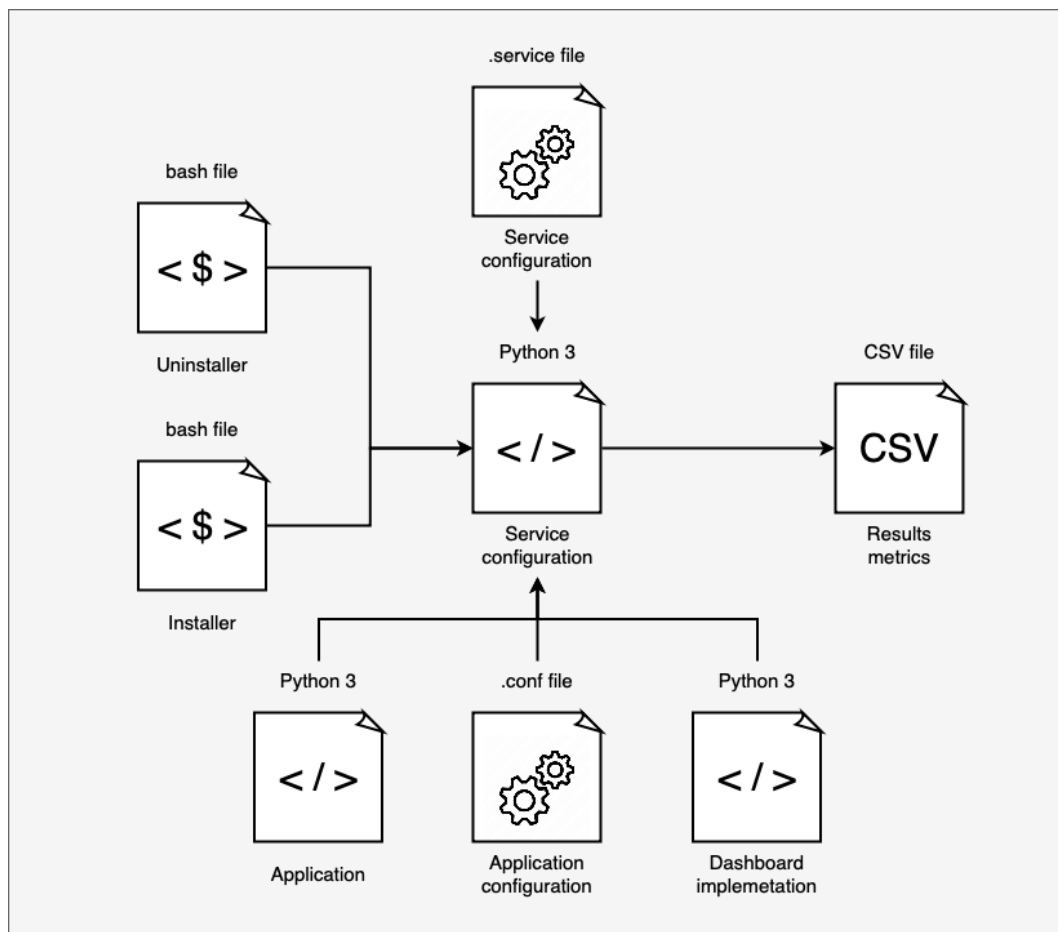 .service file
Service
configuration
bash file
< $ >
Uninstaller
bash file
< $ >
Installer
Python 3
< / >
Service
configuration
CSV file
CSV
Results
metrics
Python 3
< / >
Application
.conf file
Application
configuration
Python 3
< / >
Dashboard
implemetation